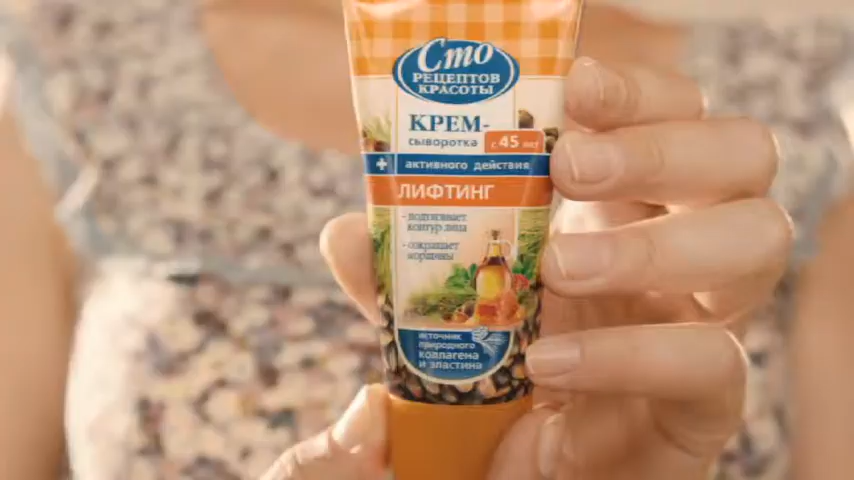 Сто
РЕЦЕПТОВ
КРАСОТЫ
КРЕМ-
сыворотка
с 45 лет
+ активного действия
ЛИФТИНГ
- подтягивает
контур лица
- сокращает
морщины
источник
природного
коллагена
и эластина